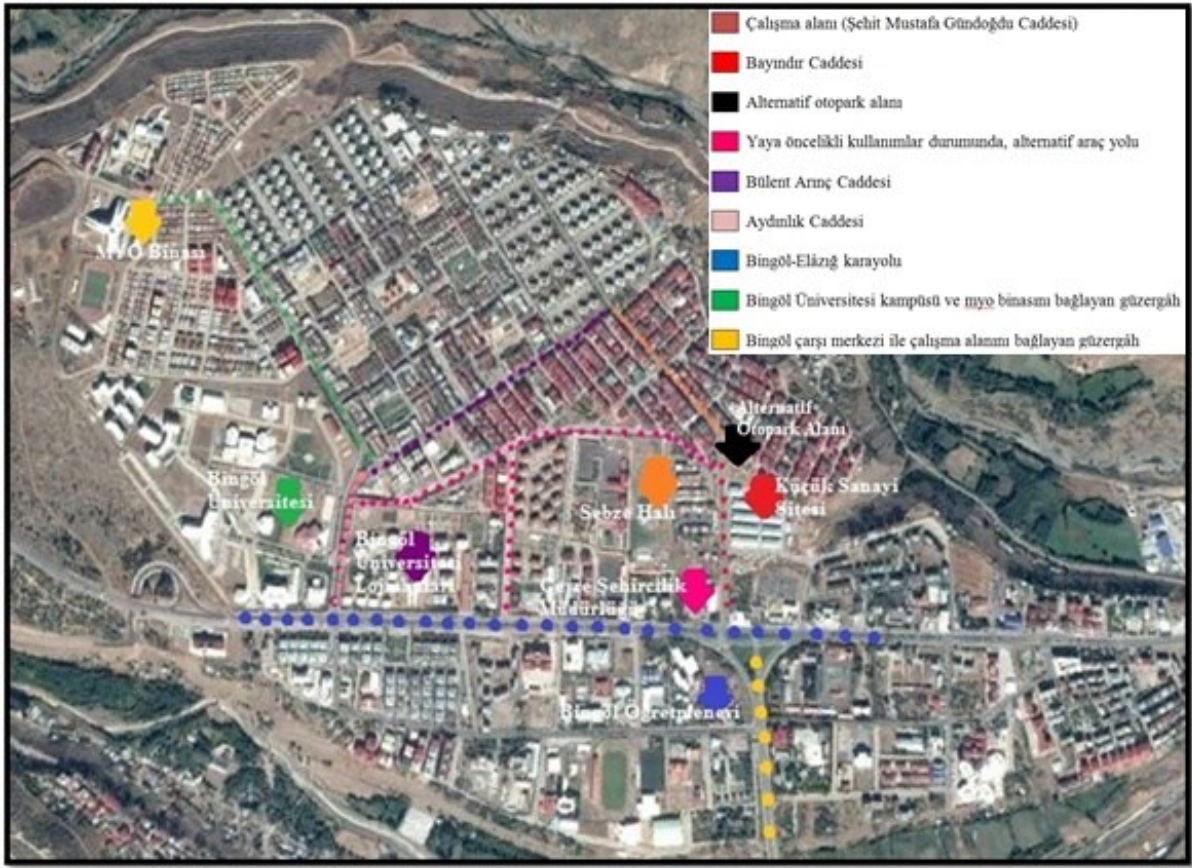 Çalışma alanı (Şehit Mustafa Gündoğdu Caddesi)
Bayındır Caddesi
Alternatif otopark alanı
Yaya öncelikli kullanımlar durumunda, alternatif araç yolu
Bülent Arınç Caddesi
Aydınlık Caddesi
Bingöl-Elâzığ karayolu
Bingöl Üniversitesi kampüsü ve myo binasını bağlayan güzergâh
Bingöl çarşı merkezi ile çalışma alanını bağlayan güzergâh
MYO Binası
Alternatif
Otopark Alanı
Bingöl
Üniversitesi
Sebze Hali
Küçük Sanayi
Sitesi
Bingöl
Üniversitesi
Lojmanları
Şehircilik
Müdürlüğü
Bingöl